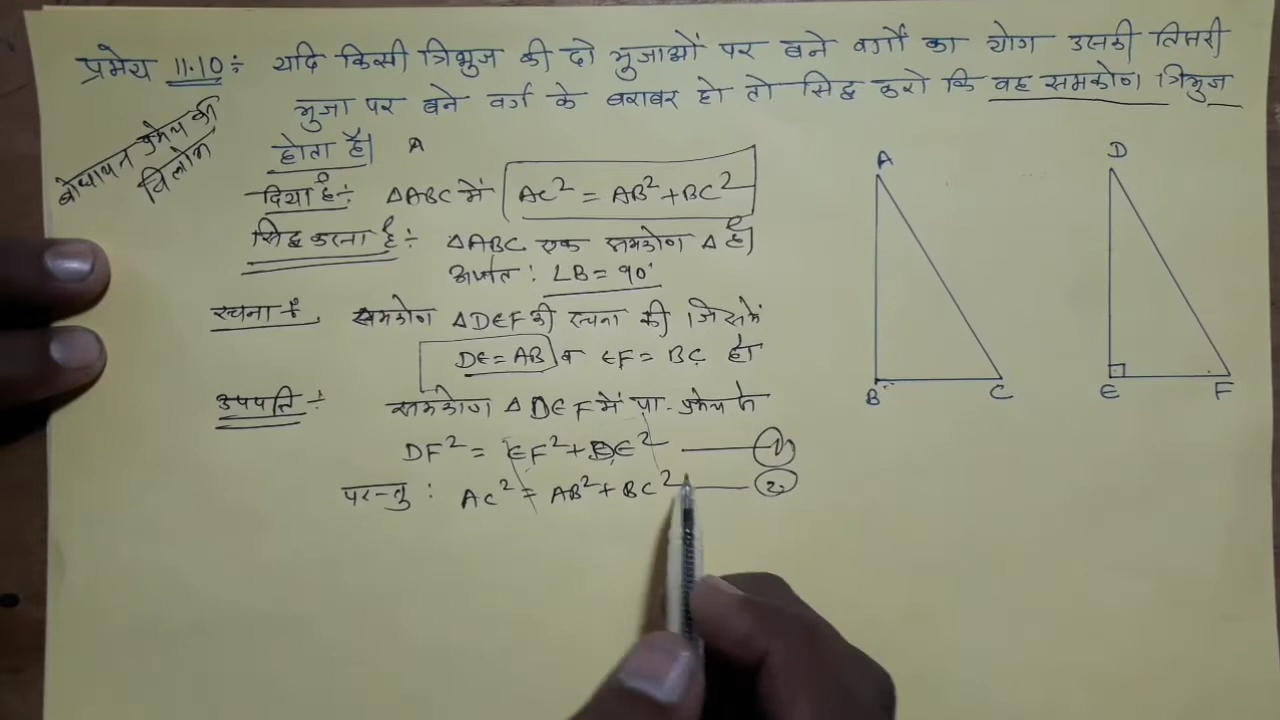 प्रमेय 11.10 ÷ यदि किसी त्रिभुज की दो भुजाओं पर बने वर्गों का योग उसकी तिसरी
भुजा पर बने वर्ग के बराबर हो तो सिद्ध करो कि वह समकोण त्रिभुज
होता है। A
बोधायन प्रमेय की
विलोम
दिया है ÷ △ABC में AC² = AB² + BC²
सिद्ध करना है ÷ △ABC एक समकोण △ है।
अर्थात : ∠B = 90°
रचना ÷ समकोण △DEF की रचना की जिसमें
DE = AB व EF = BC हो
उपपति ÷ समकोण △DEF में पा. प्रमेय से
DF² = EF² + DE² — 1
परन्तु : AC² = AB² + BC² — 2
A
B
C
D
E
F